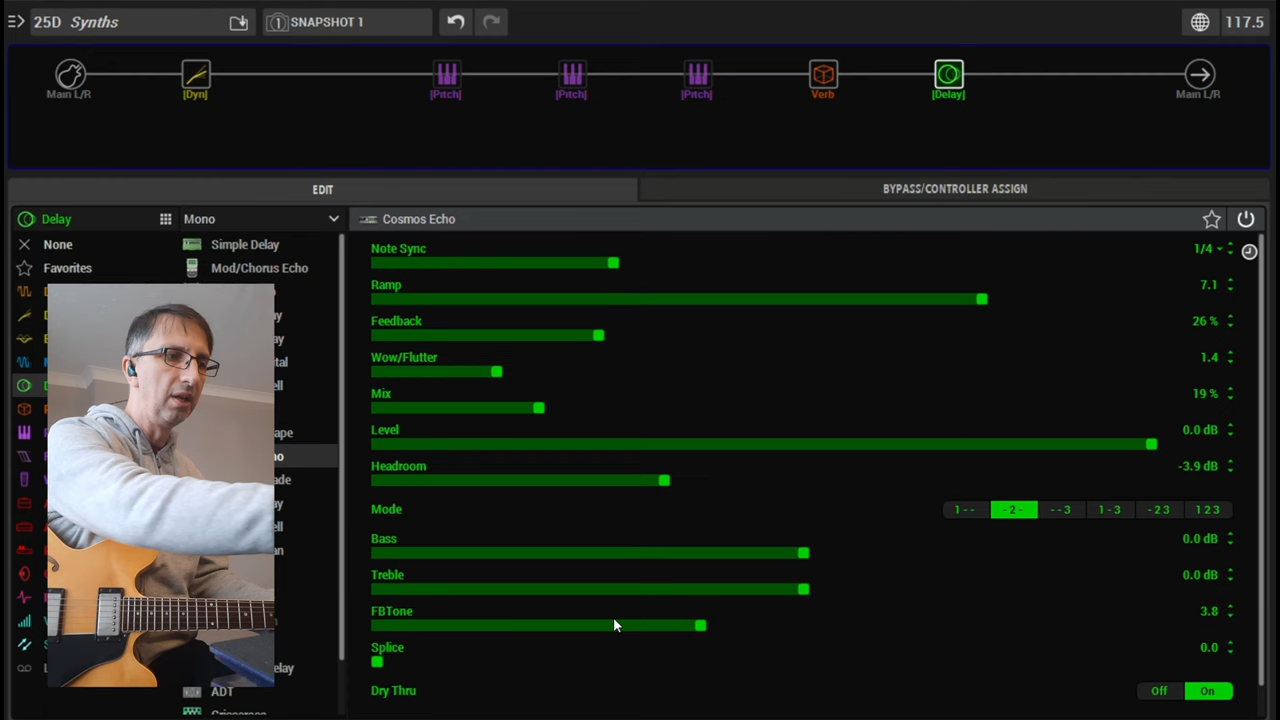 25D Synths
1 SNAPSHOT 1
117.5
Main L/R
[Dyn]
[Pitch]
[Pitch]
[Pitch]
Verb
[Delay]
Main L/R
EDIT
BYPASS/CONTROLLER ASSIGN
Delay
Mono
Cosmos Echo
None
Simple Delay
Favorites
Mod/Chorus Echo
ADT
Note Sync 1/4
Ramp 7.1
Feedback 26 %
Wow/Flutter 1.4
Mix 19 %
Level 0.0 dB
Headroom -3.9 dB
Mode 1 - - - 2 - - - 3 1 - 3 - 2 3 1 2 3
Bass 0.0 dB
Treble 0.0 dB
FBTone 3.8
Splice 0.0
Dry Thru Off On